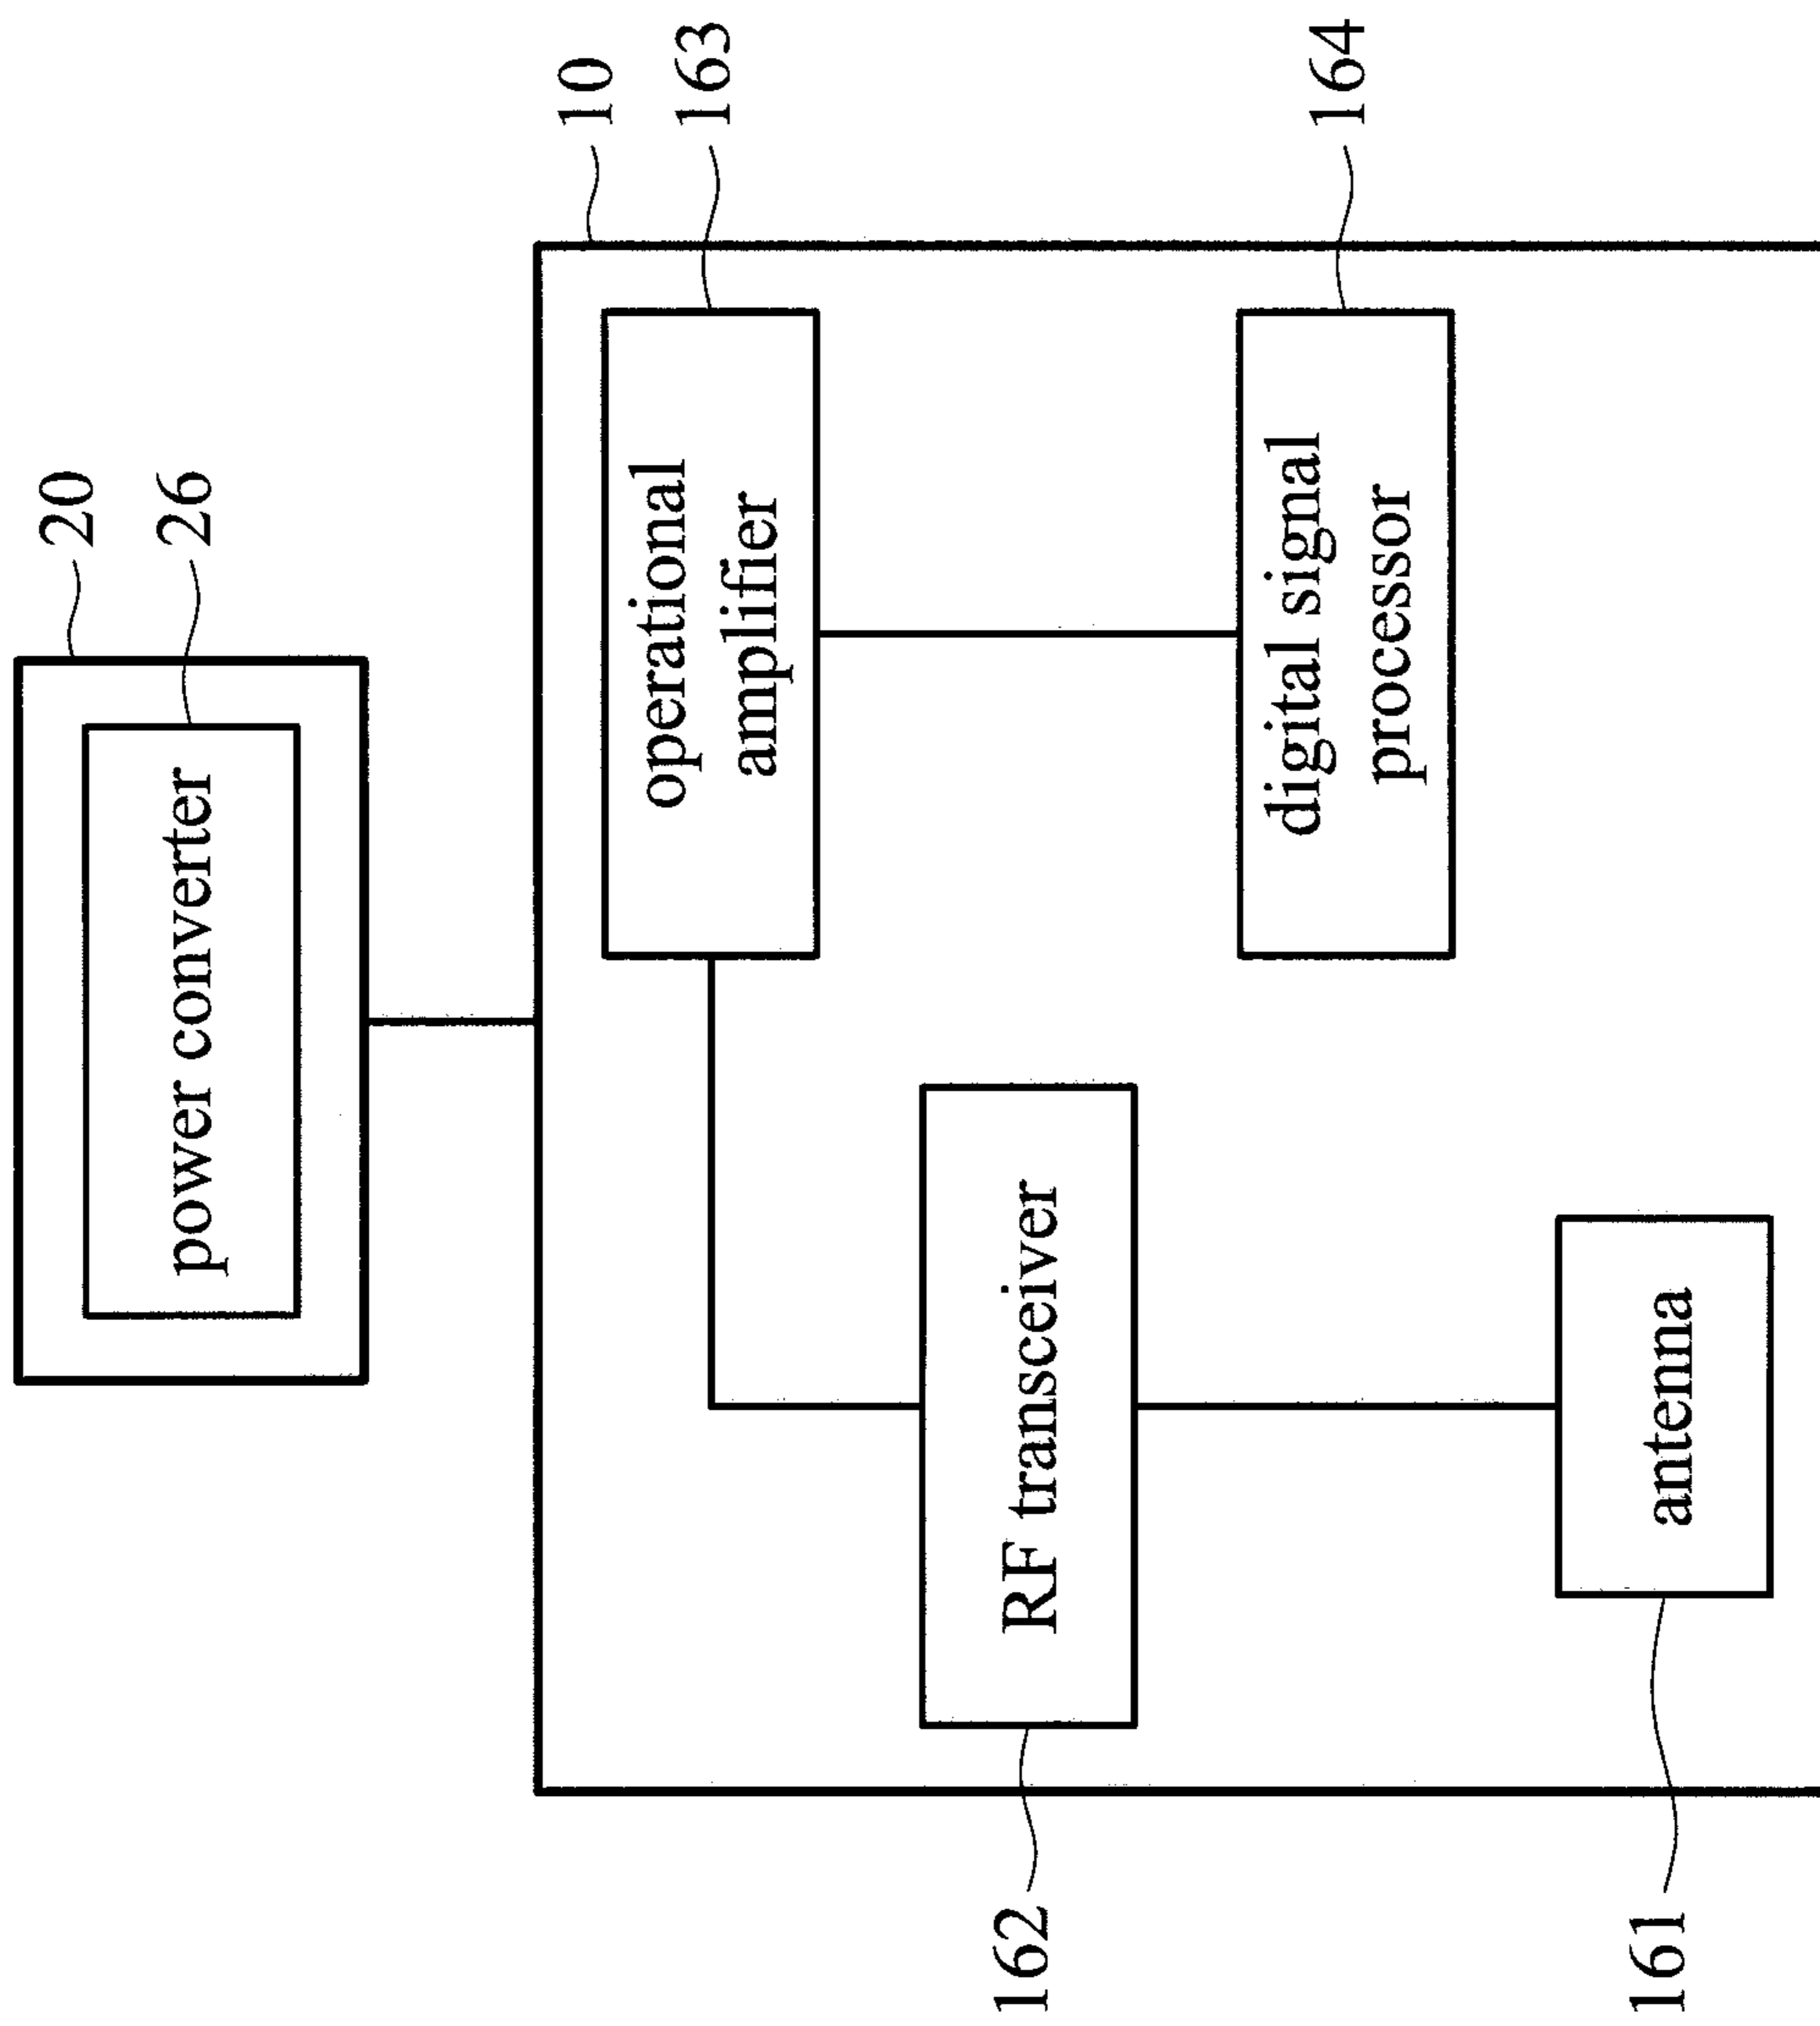 20
26
power converter
10
163
operational
amplifier
164
digital signal
processor
RF transceiver
162
antenna
161